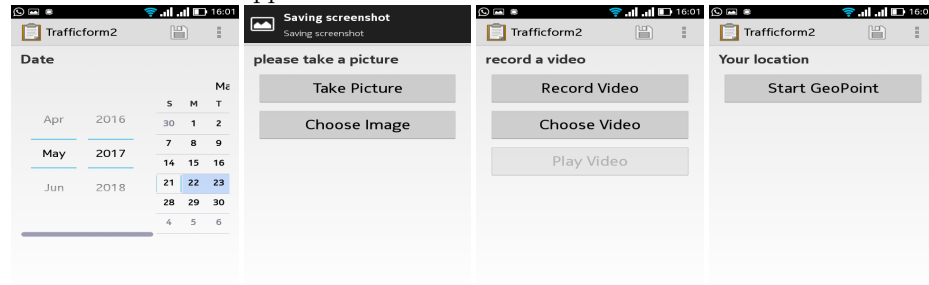 16:01
Trafficform2
Date
Ma
S M T
Apr 2016
30 1 2
May 2017
7 8 9
14 15 16
Jun 2018
21 22 23
28 29 30
4 5 6
Saving screenshot
Saving screenshot
please take a picture
Take Picture
Choose Image
16:01
Trafficform2
record a video
Record Video
Choose Video
Play Video
16:0
Trafficform2
Your location
Start GeoPoint